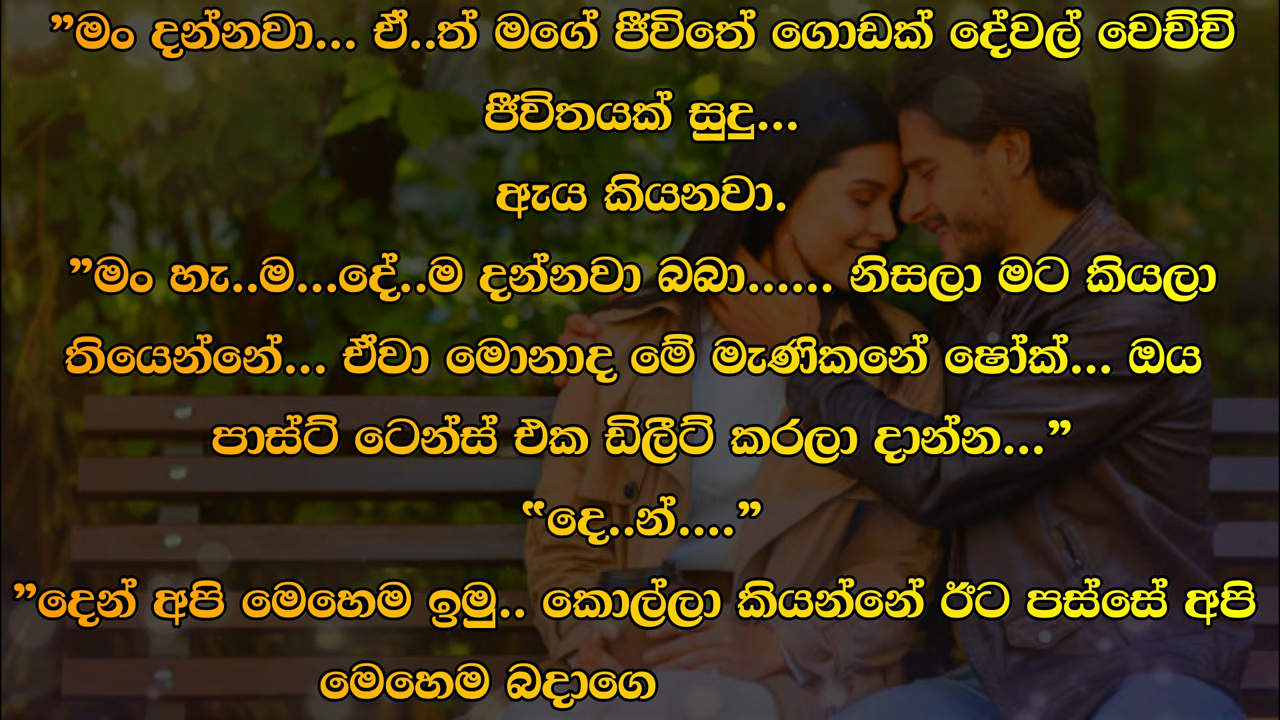 ”මං දන්නවා... ඒ..ත් මගේ ජීවිතේ ගොඩක් දේවල් වෙච්චි
ජීවිතයක් සුදු...
ඇය කියනවා.
”මං හැ..ම...දේ..ම දන්නවා බබා...... නිසලා මට කියලා
තියෙන්නේ... ඒවා මොනාද මේ මැණිකනේ ෂෝක්... ඔය
පාස්ට් ටෙන්ස් එක ඩිලීට් කරලා දාන්න...”
“දෙ..න්....”
”දෙන් අපි මෙහෙම ඉමු.. කොල්ලා කියන්නේ ඊට පස්සේ අපි
මෙහෙම බදාගෙ